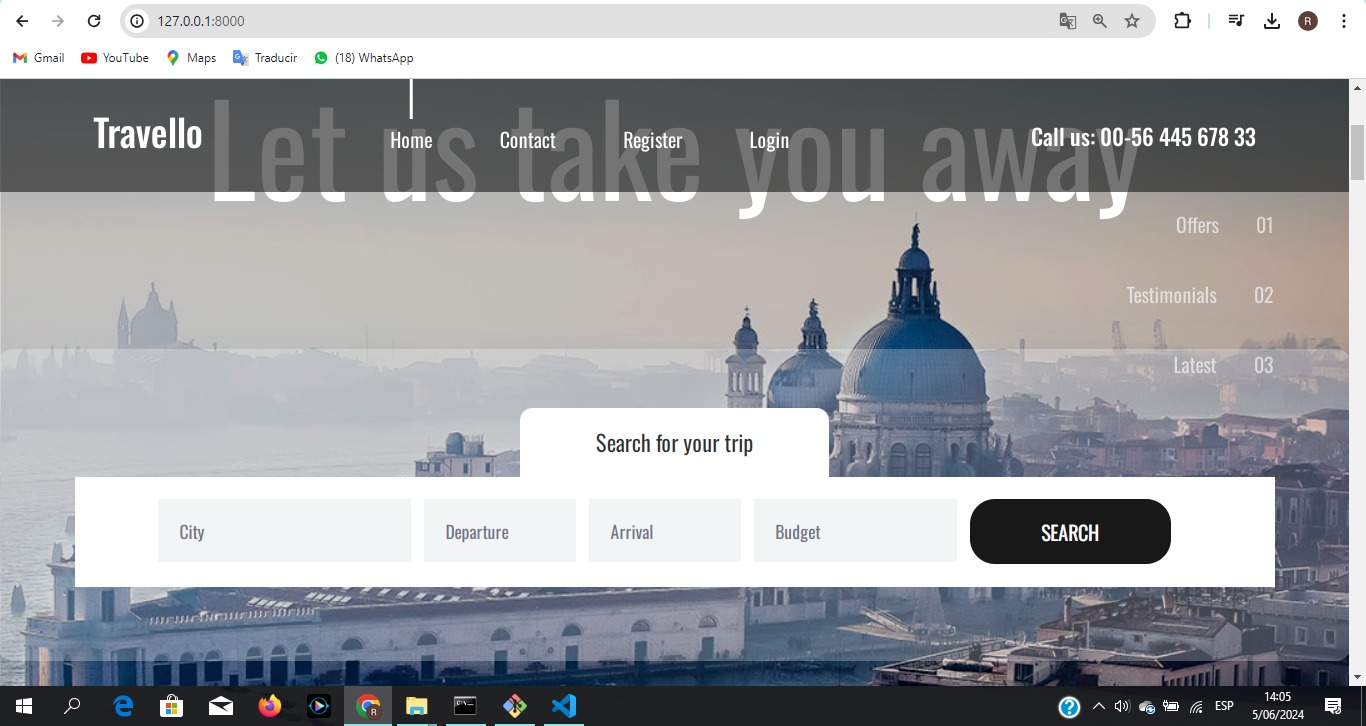 127.0.0.1:8000
R
Gmail
YouTube
Maps
Traducir
(18) WhatsApp
Let us take you away
Travello
Home
Contact
Register
Login
Call us: 00-56 445 678 33
Offers 01
Testimonials 02
Latest 03
Search for your trip
City
Departure
Arrival
Budget
SEARCH
ESP
14:05
5/06/2024